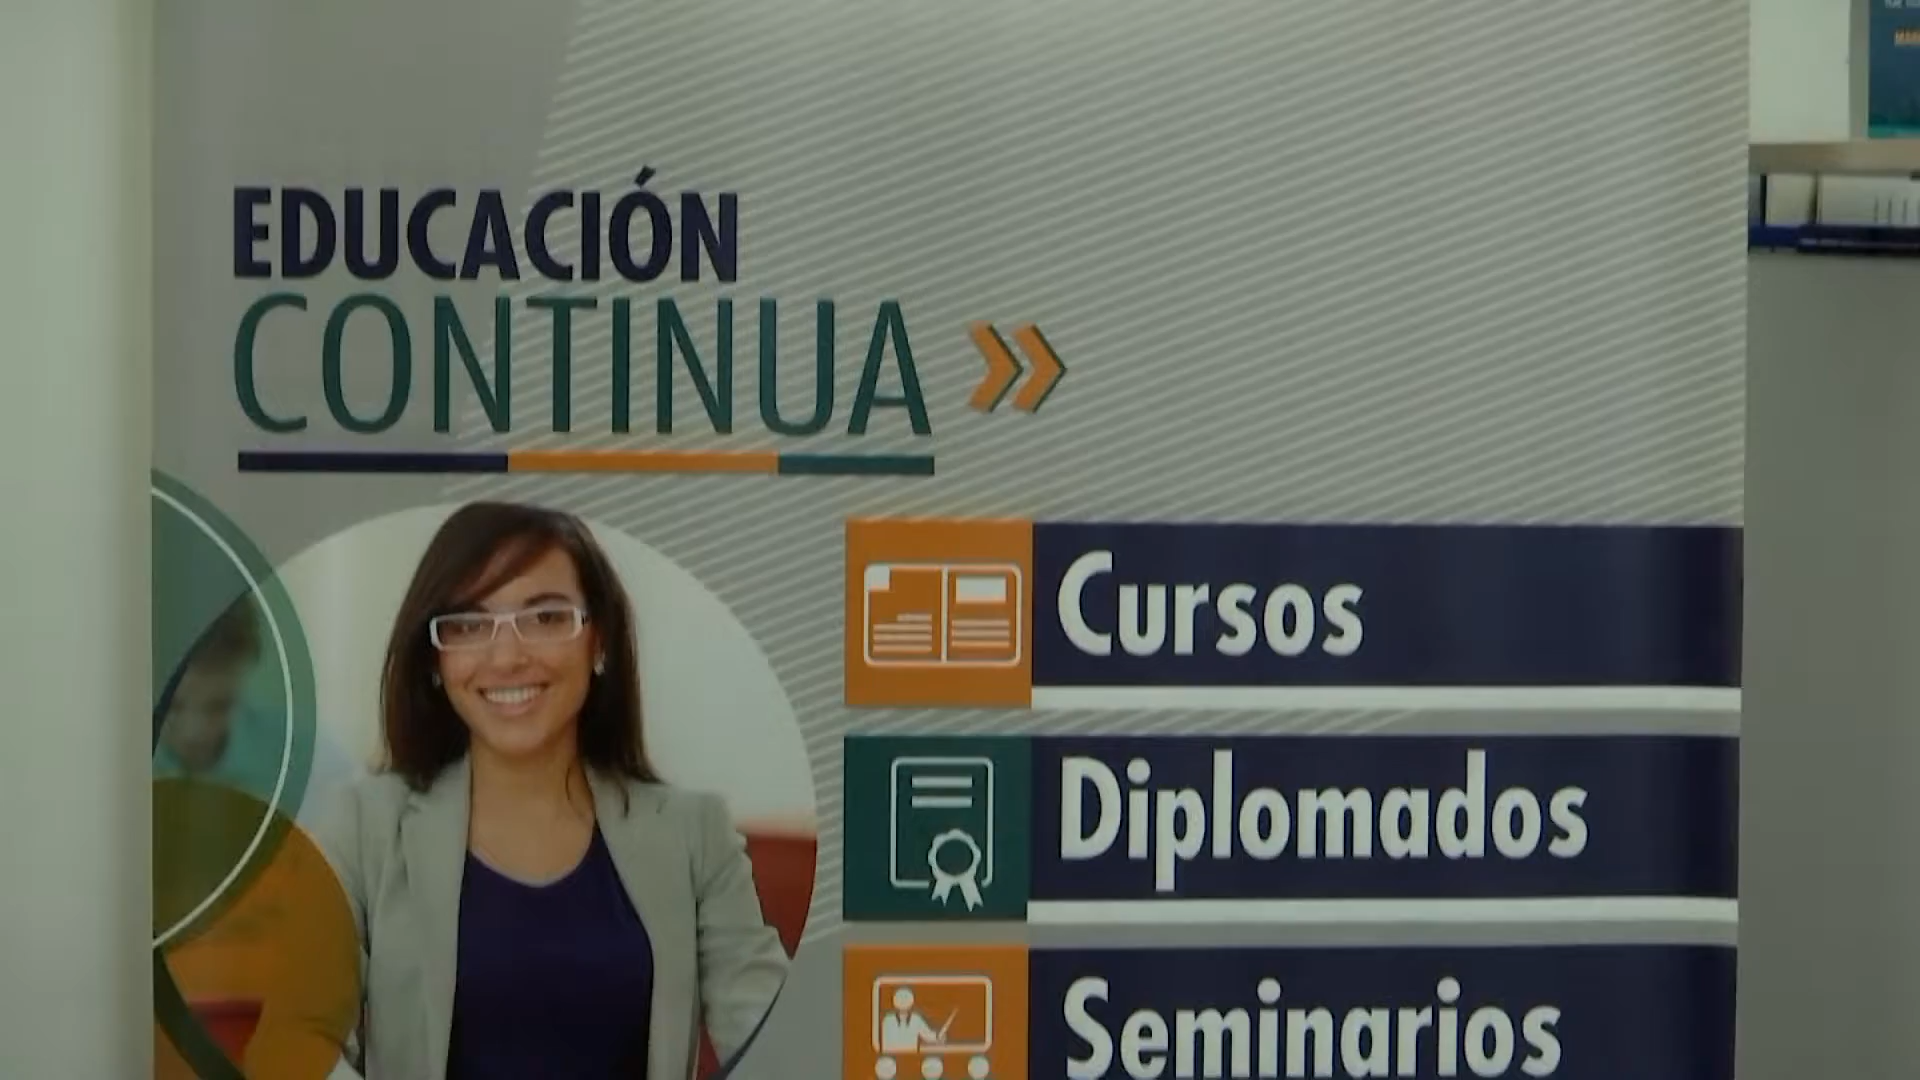 EDUCACIÓN
CONTINUA
Cursos
Diplomados
Seminarios